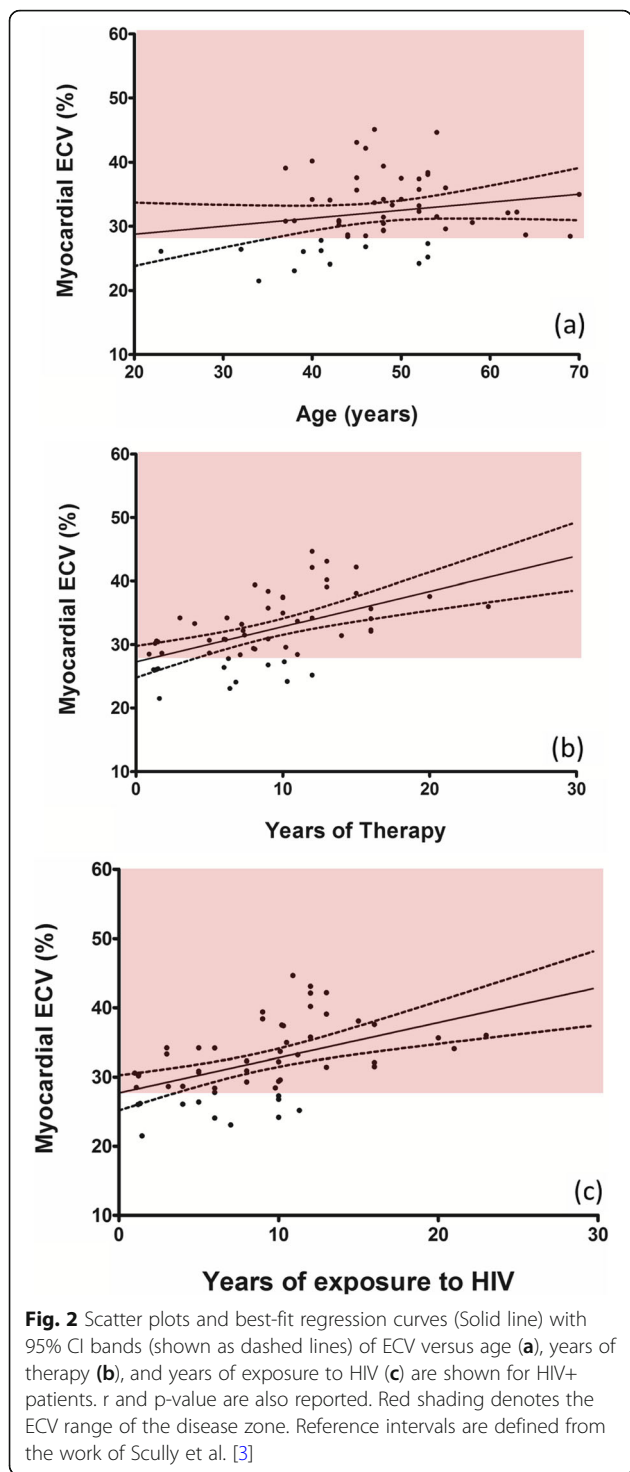 60
50
40
30
20
10
Myocardial ECV (%)
(a)
20 30 40 50 60 70
Age (years)
60
50
40
30
20
10
Myocardial ECV (%)
(b)
0 10 20 30
Years of Therapy
60
50
40
30
20
10
Myocardial ECV (%)
(c)
0 10 20 30
Years of exposure to HIV
Fig. 2 Scatter plots and best-fit regression curves (Solid line) with
95% CI bands (shown as dashed lines) of ECV versus age (a), years of
therapy (b), and years of exposure to HIV (c) are shown for HIV+
patients. r and p-value are also reported. Red shading denotes the
ECV range of the disease zone. Reference intervals are defined from
the work of Scully et al. [3]